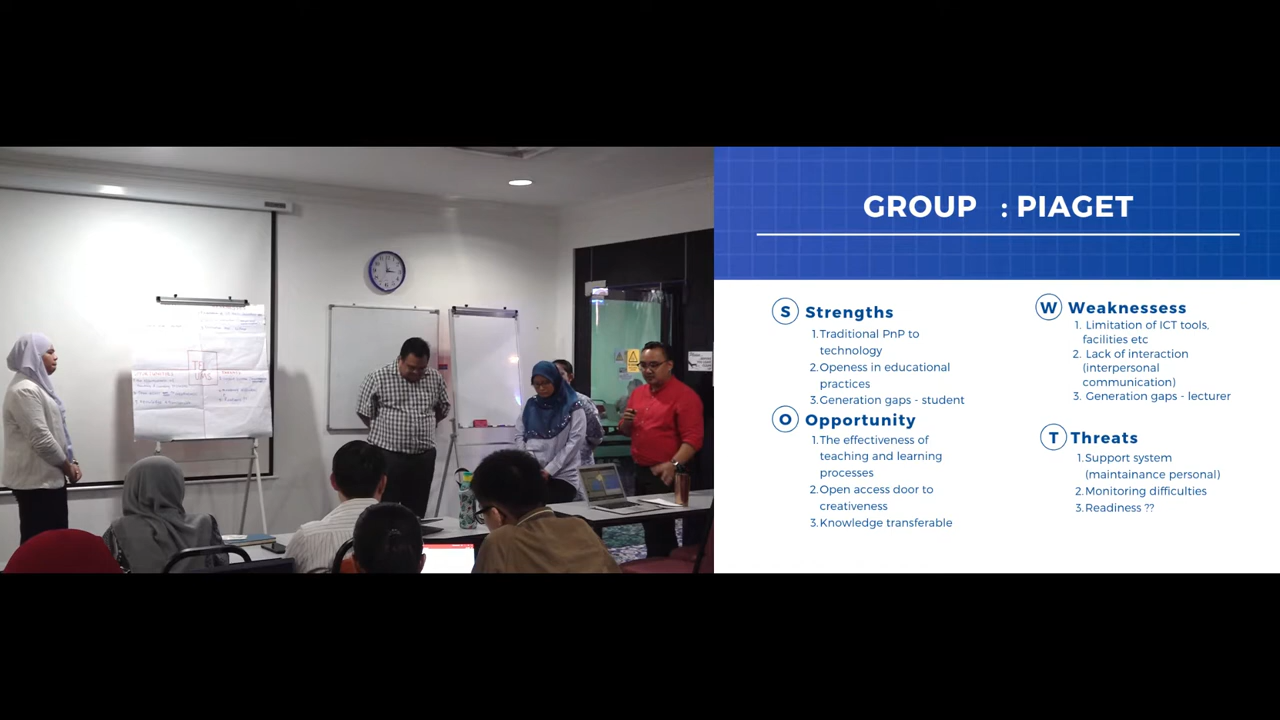 TEL
UMS
GROUP : PIAGET
S Strengths
1. Traditional PnP to
technology
2. Openess in educational
practices
3. Generation gaps - student
O Opportunity
1. The effectiveness of
teaching and learning
processes
2. Open access door to
creativeness
3. Knowledge transferable
W Weaknessess
1. Limitation of ICT tools,
facilities etc
2. Lack of interaction
(interpersonal
communication)
3. Generation gaps - lecturer
T Threats
1. Support system
(maintainance personal)
2. Monitoring difficulties
3. Readiness ??